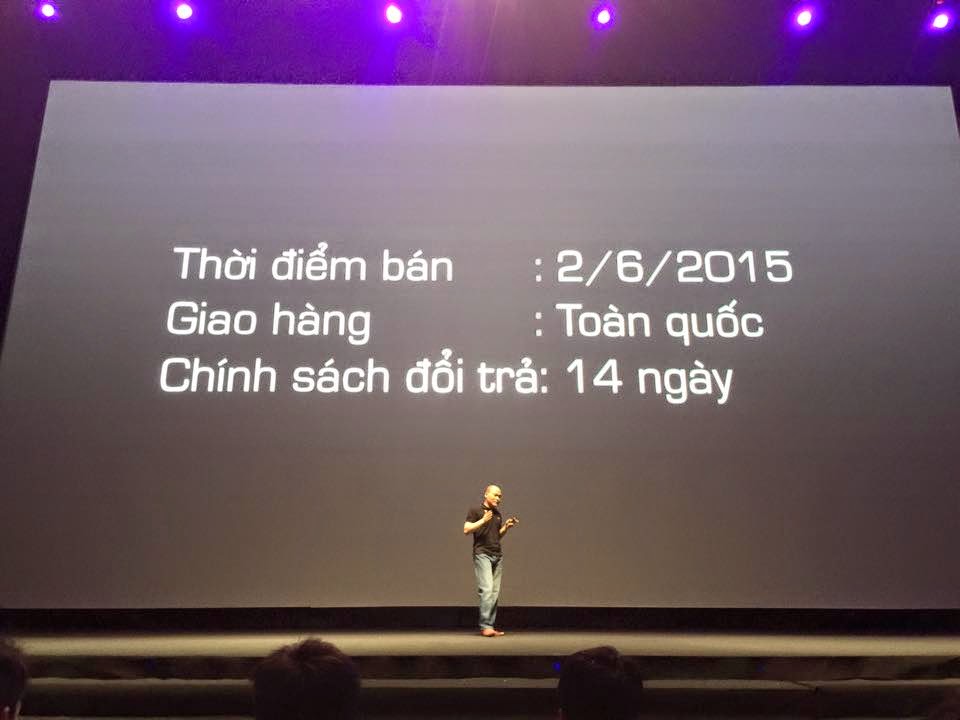 Thời điểm bán : 2/6/2015
Giao hàng : Toàn quốc
Chính sách đổi trả: 14 ngày